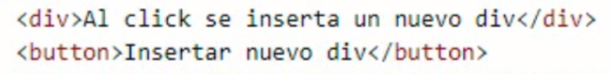 <div>Al click se inserta un nuevo div</div>
<button>Insertar nuevo div</button>